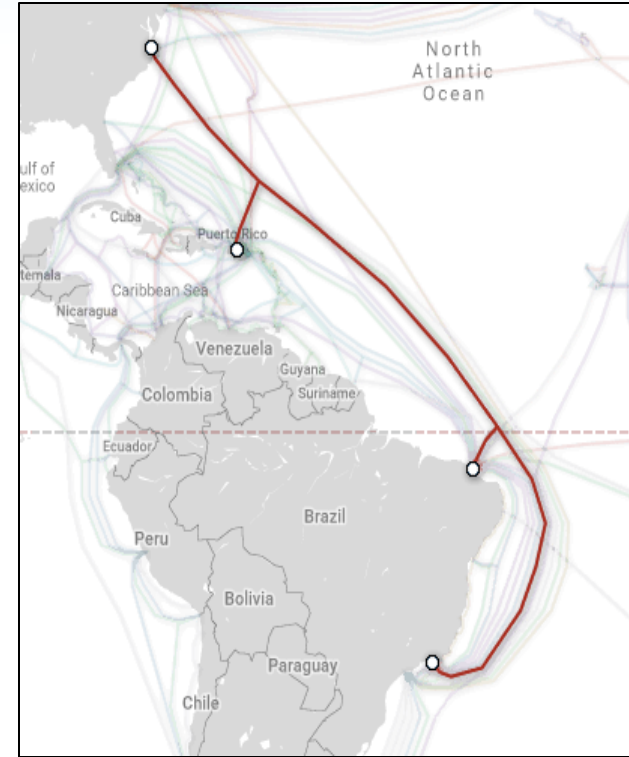 North
Atlantic
Ocean
ulf of
exico
Cuba
Puerto Rico
temala
Caribbean Sea
Nicaragua
Venezuela
Guyana
Colombia
Suriname
Ecuador
Brazil
Peru
Bolivia
Paraguay
Chile